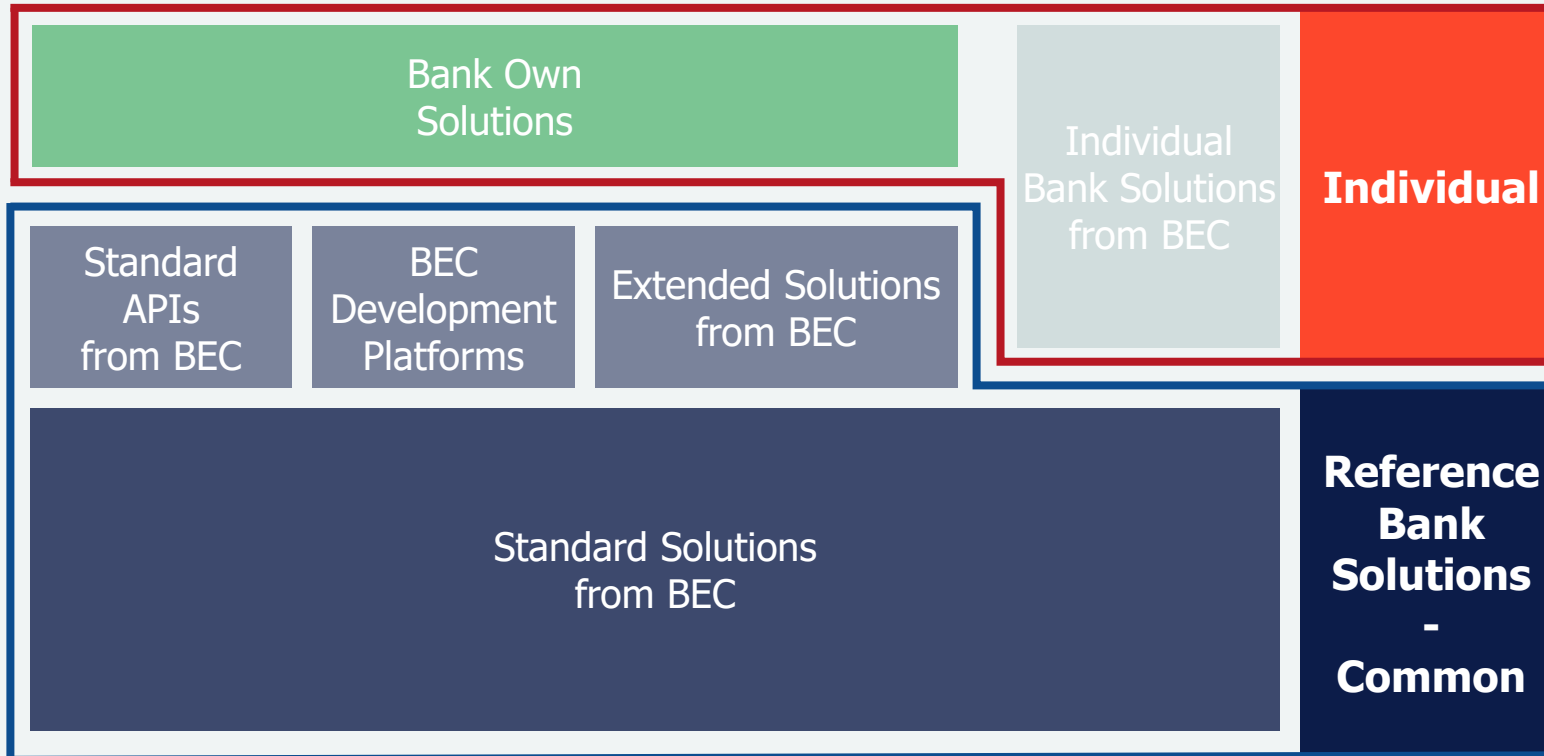 Bank Own
Solutions
Individual
Bank Solutions
from BEC
Individual
Standard
APIs
from BEC
BEC
Development
Platforms
Extended Solutions
from BEC
Standard Solutions
from BEC
Reference
Bank
Solutions
-
Common